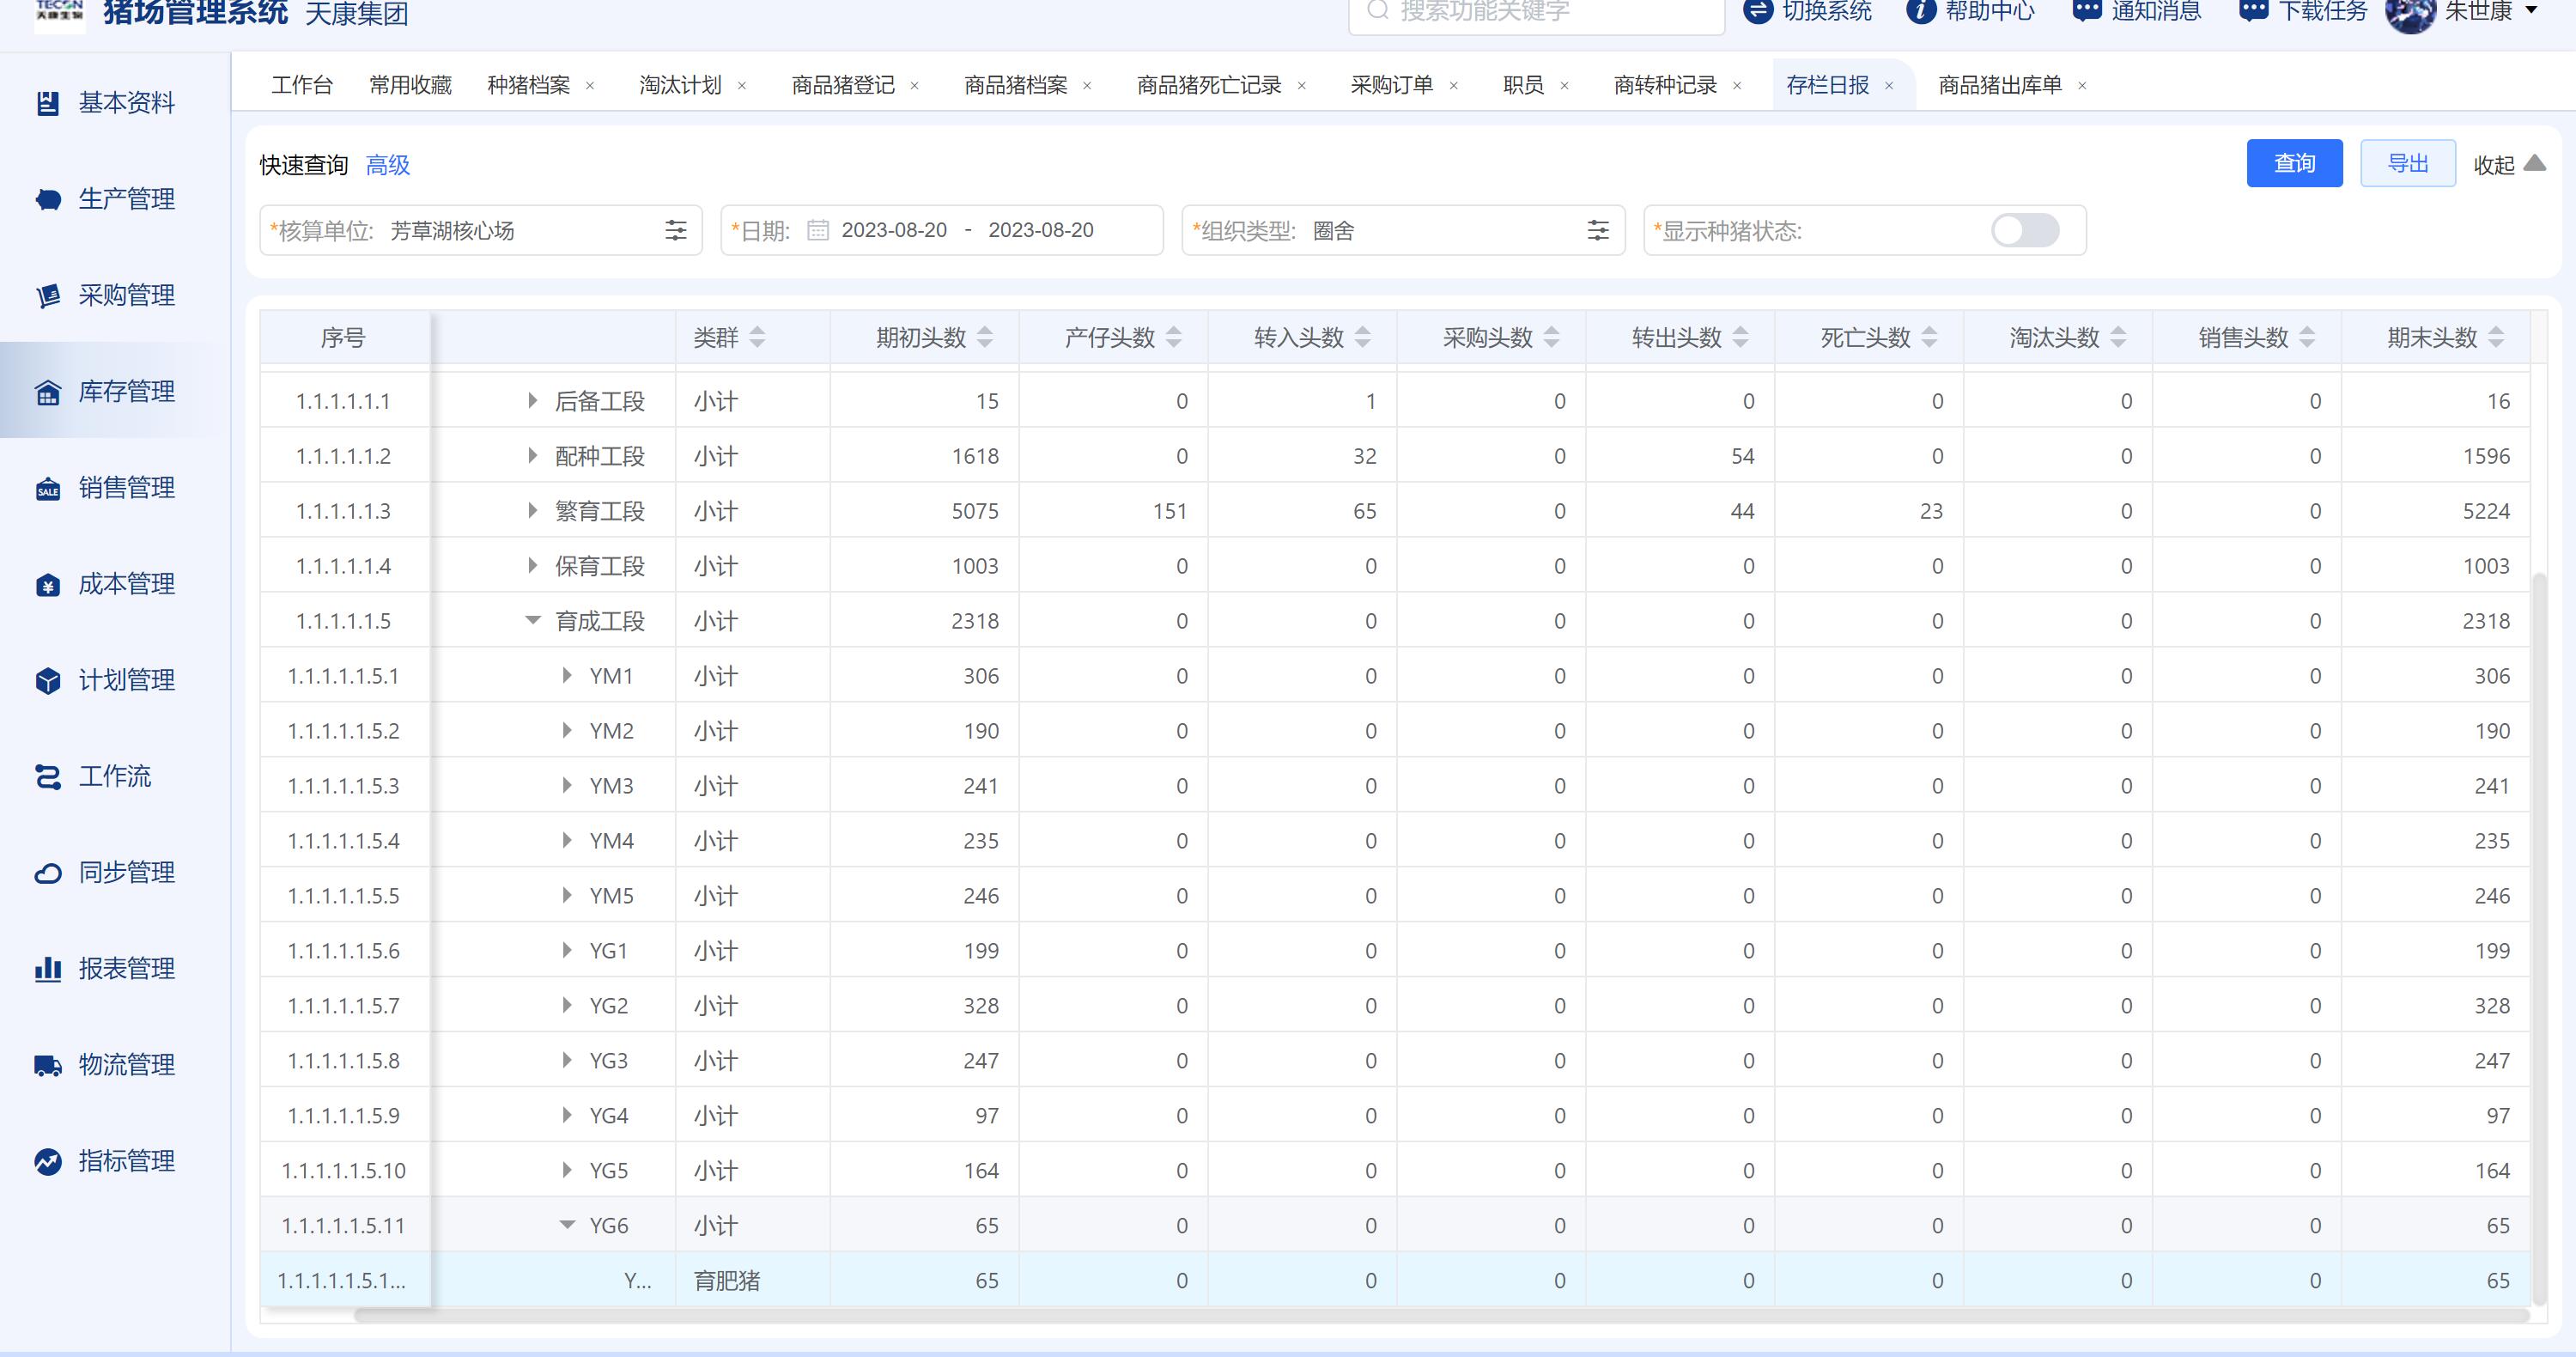 TECON
天康生物
猪场管理系统 天康集团
搜索功能关键字
切换系统 帮助中心 通知消息 下载任务 朱世康
工作台 常用收藏 种猪档案 × 淘汰计划 × 商品猪登记 × 商品猪档案 × 商品猪死亡记录 × 采购订单 × 职员 × 商转种记录 × 存栏日报 × 商品猪出库单 ×
基本资料
生产管理
采购管理
库存管理
SALE 销售管理
¥ 成本管理
计划管理
工作流
同步管理
报表管理
物流管理
指标管理
快速查询 高级 查询 导出 收起
*核算单位: 芳草湖核心场 *日期: 2023-08-20 - 2023-08-20 *组织类型: 圈舍 *显示种猪状态:
序号 类群 期初头数 产仔头数 转入头数 采购头数 转出头数 死亡头数 淘汰头数 销售头数 期末头数
1.1.1.1.1.1 后备工段 小计 15 0 1 0 0 0 0 0 16
1.1.1.1.1.2 配种工段 小计 1618 0 32 0 54 0 0 0 1596
1.1.1.1.1.3 繁育工段 小计 5075 151 65 0 44 23 0 0 5224
1.1.1.1.1.4 保育工段 小计 1003 0 0 0 0 0 0 0 1003
1.1.1.1.1.5 育成工段 小计 2318 0 0 0 0 0 0 0 2318
1.1.1.1.1.5.1 YM1 小计 306 0 0 0 0 0 0 0 306
1.1.1.1.1.5.2 YM2 小计 190 0 0 0 0 0 0 0 190
1.1.1.1.1.5.3 YM3 小计 241 0 0 0 0 0 0 0 241
1.1.1.1.1.5.4 YM4 小计 235 0 0 0 0 0 0 0 235
1.1.1.1.1.5.5 YM5 小计 246 0 0 0 0 0 0 0 246
1.1.1.1.1.5.6 YG1 小计 199 0 0 0 0 0 0 0 199
1.1.1.1.1.5.7 YG2 小计 328 0 0 0 0 0 0 0 328
1.1.1.1.1.5.8 YG3 小计 247 0 0 0 0 0 0 0 247
1.1.1.1.1.5.9 YG4 小计 97 0 0 0 0 0 0 0 97
1.1.1.1.1.5.10 YG5 小计 164 0 0 0 0 0 0 0 164
1.1.1.1.1.5.11 YG6 小计 65 0 0 0 0 0 0 0 65
1.1.1.1.1.5.1... Y... 育肥猪 65 0 0 0 0 0 0 0 65